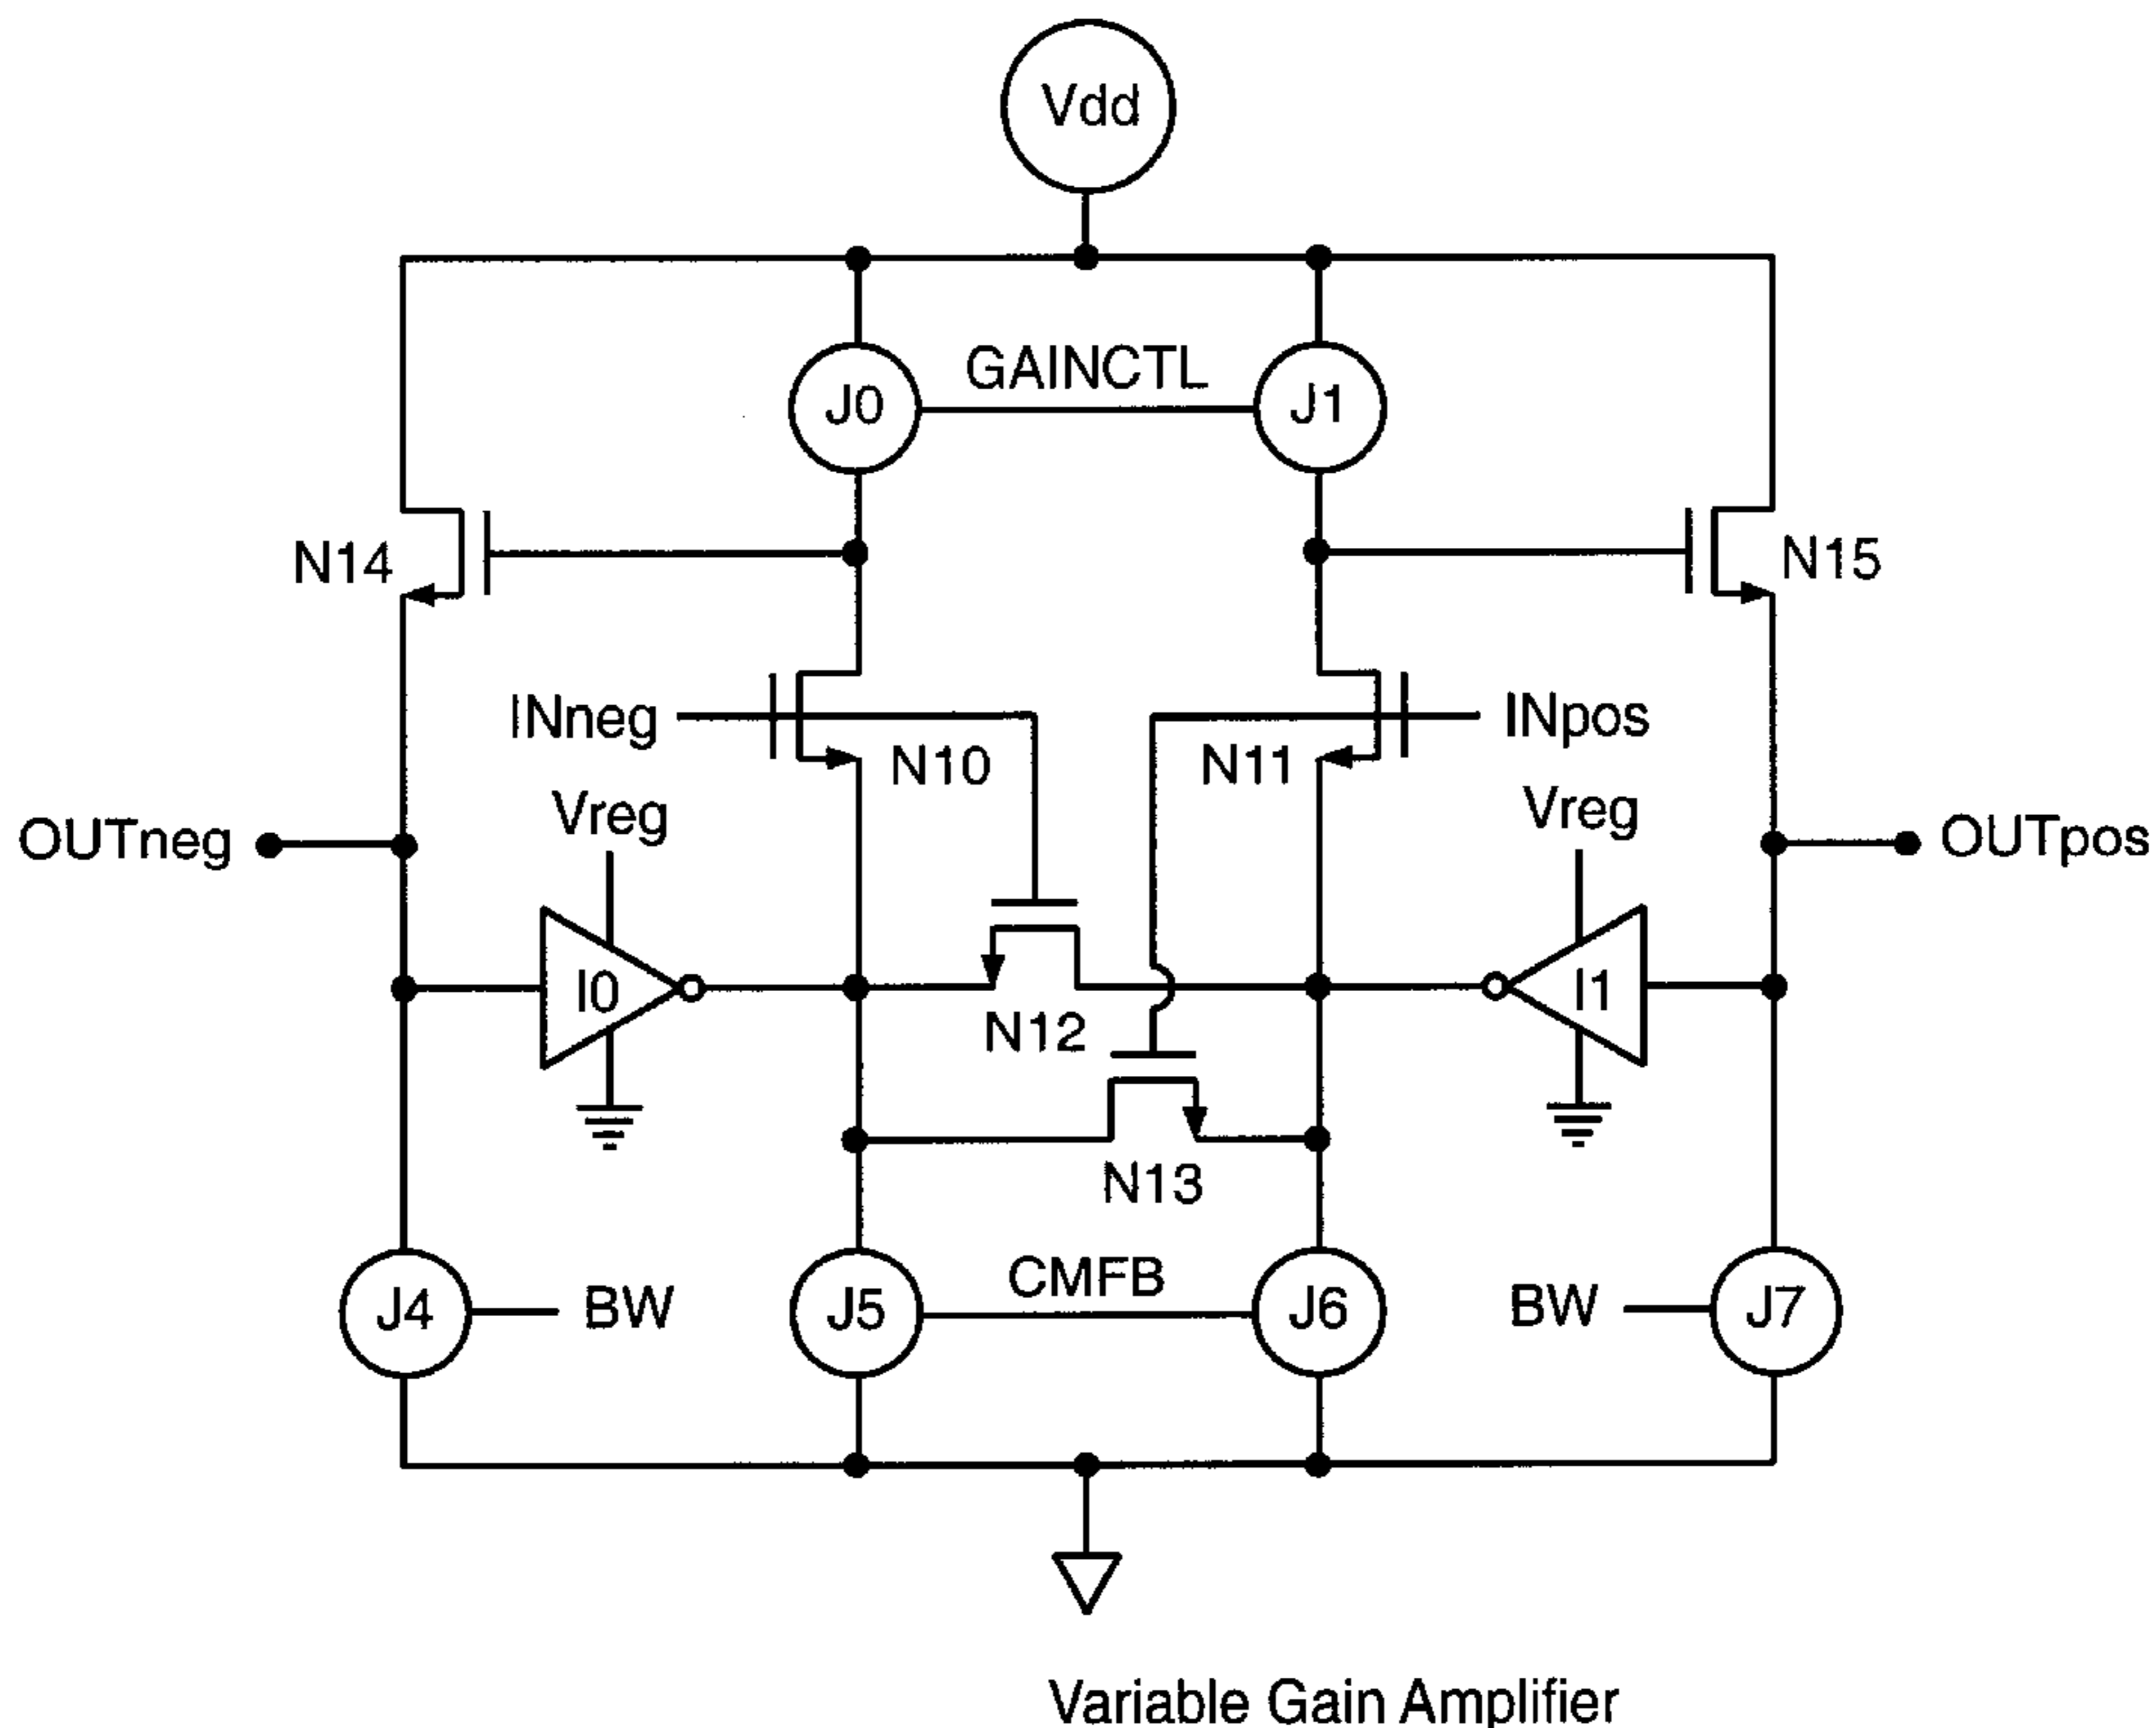 Vdd
GAINCTL
J0
J1
N14
N15
INneg
INpos
N10
N11
Vreg
Vreg
OUTneg
OUTpos
I0
I1
N12
N13
CMFB
J4
BW
J5
J6
BW
J7
Variable Gain Amplifier